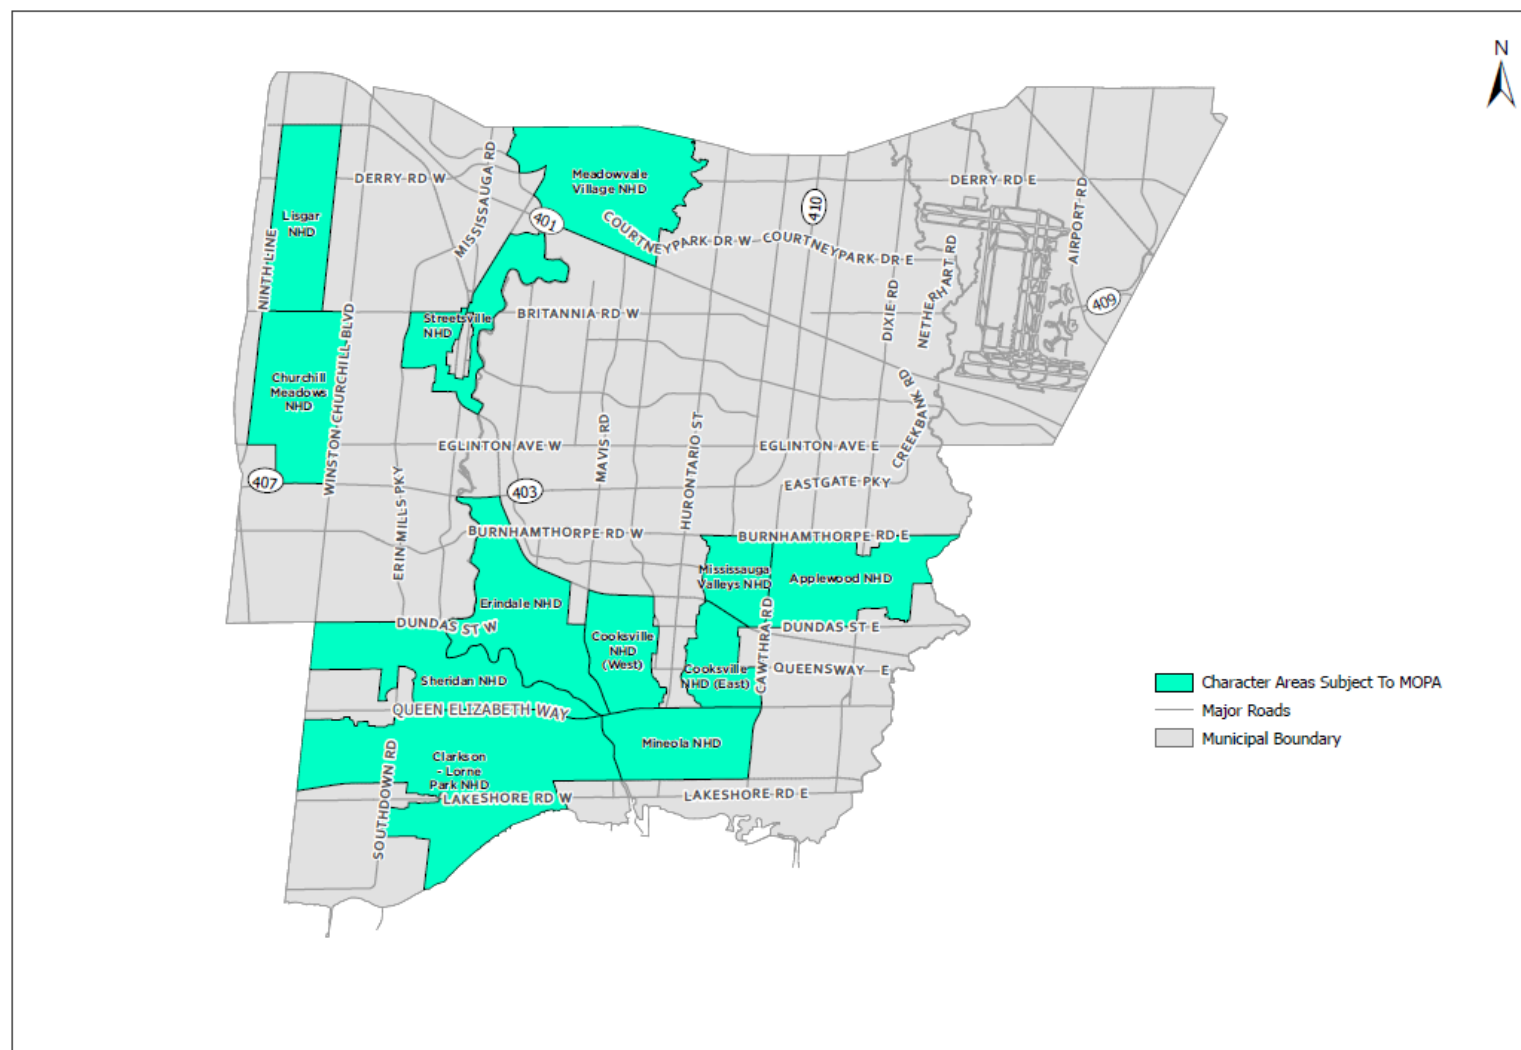 N
MISSISSAUGA RD
Meadowvale
Village NHD
DERRY RD W
DERRY RD E
Lisgar
NHD
401
410
COURTNEYPARK DR W
COURTNEYPARK DR E
AIRPORT RD
NINTH LINE
NETHERHART RD
DIXIE RD
409
Streetsville
NHD
BRITANNIA RD W
Churchill
Meadows
NHD
WINSTON CHURCHILL BLVD
CREEKBANK RD
MAVIS RD
HURONTARIO ST
EGLINTON AVE W
EGLINTON AVE E
407
403
EASTGATE PKY
ERIN MILLS PKY
BURNHAMTHORPE RD W
BURNHAMTHORPE RD E
Mississauga
Valleys NHD
Applewood NHD
Erindale NHD
DUNDAS ST W
DUNDAS ST E
Cooksville
NHD
(West)
CAWTHRA RD
Cooksville
NHD (East)
QUEENSWAY E
Sheridan NHD
QUEEN ELIZABETH WAY
Mineola NHD
Clarkson
- Lorne
Park NHD
SOUTHDOWN RD
LAKESHORE RD W
LAKESHORE RD E
Character Areas Subject To MOPA
Major Roads
Municipal Boundary